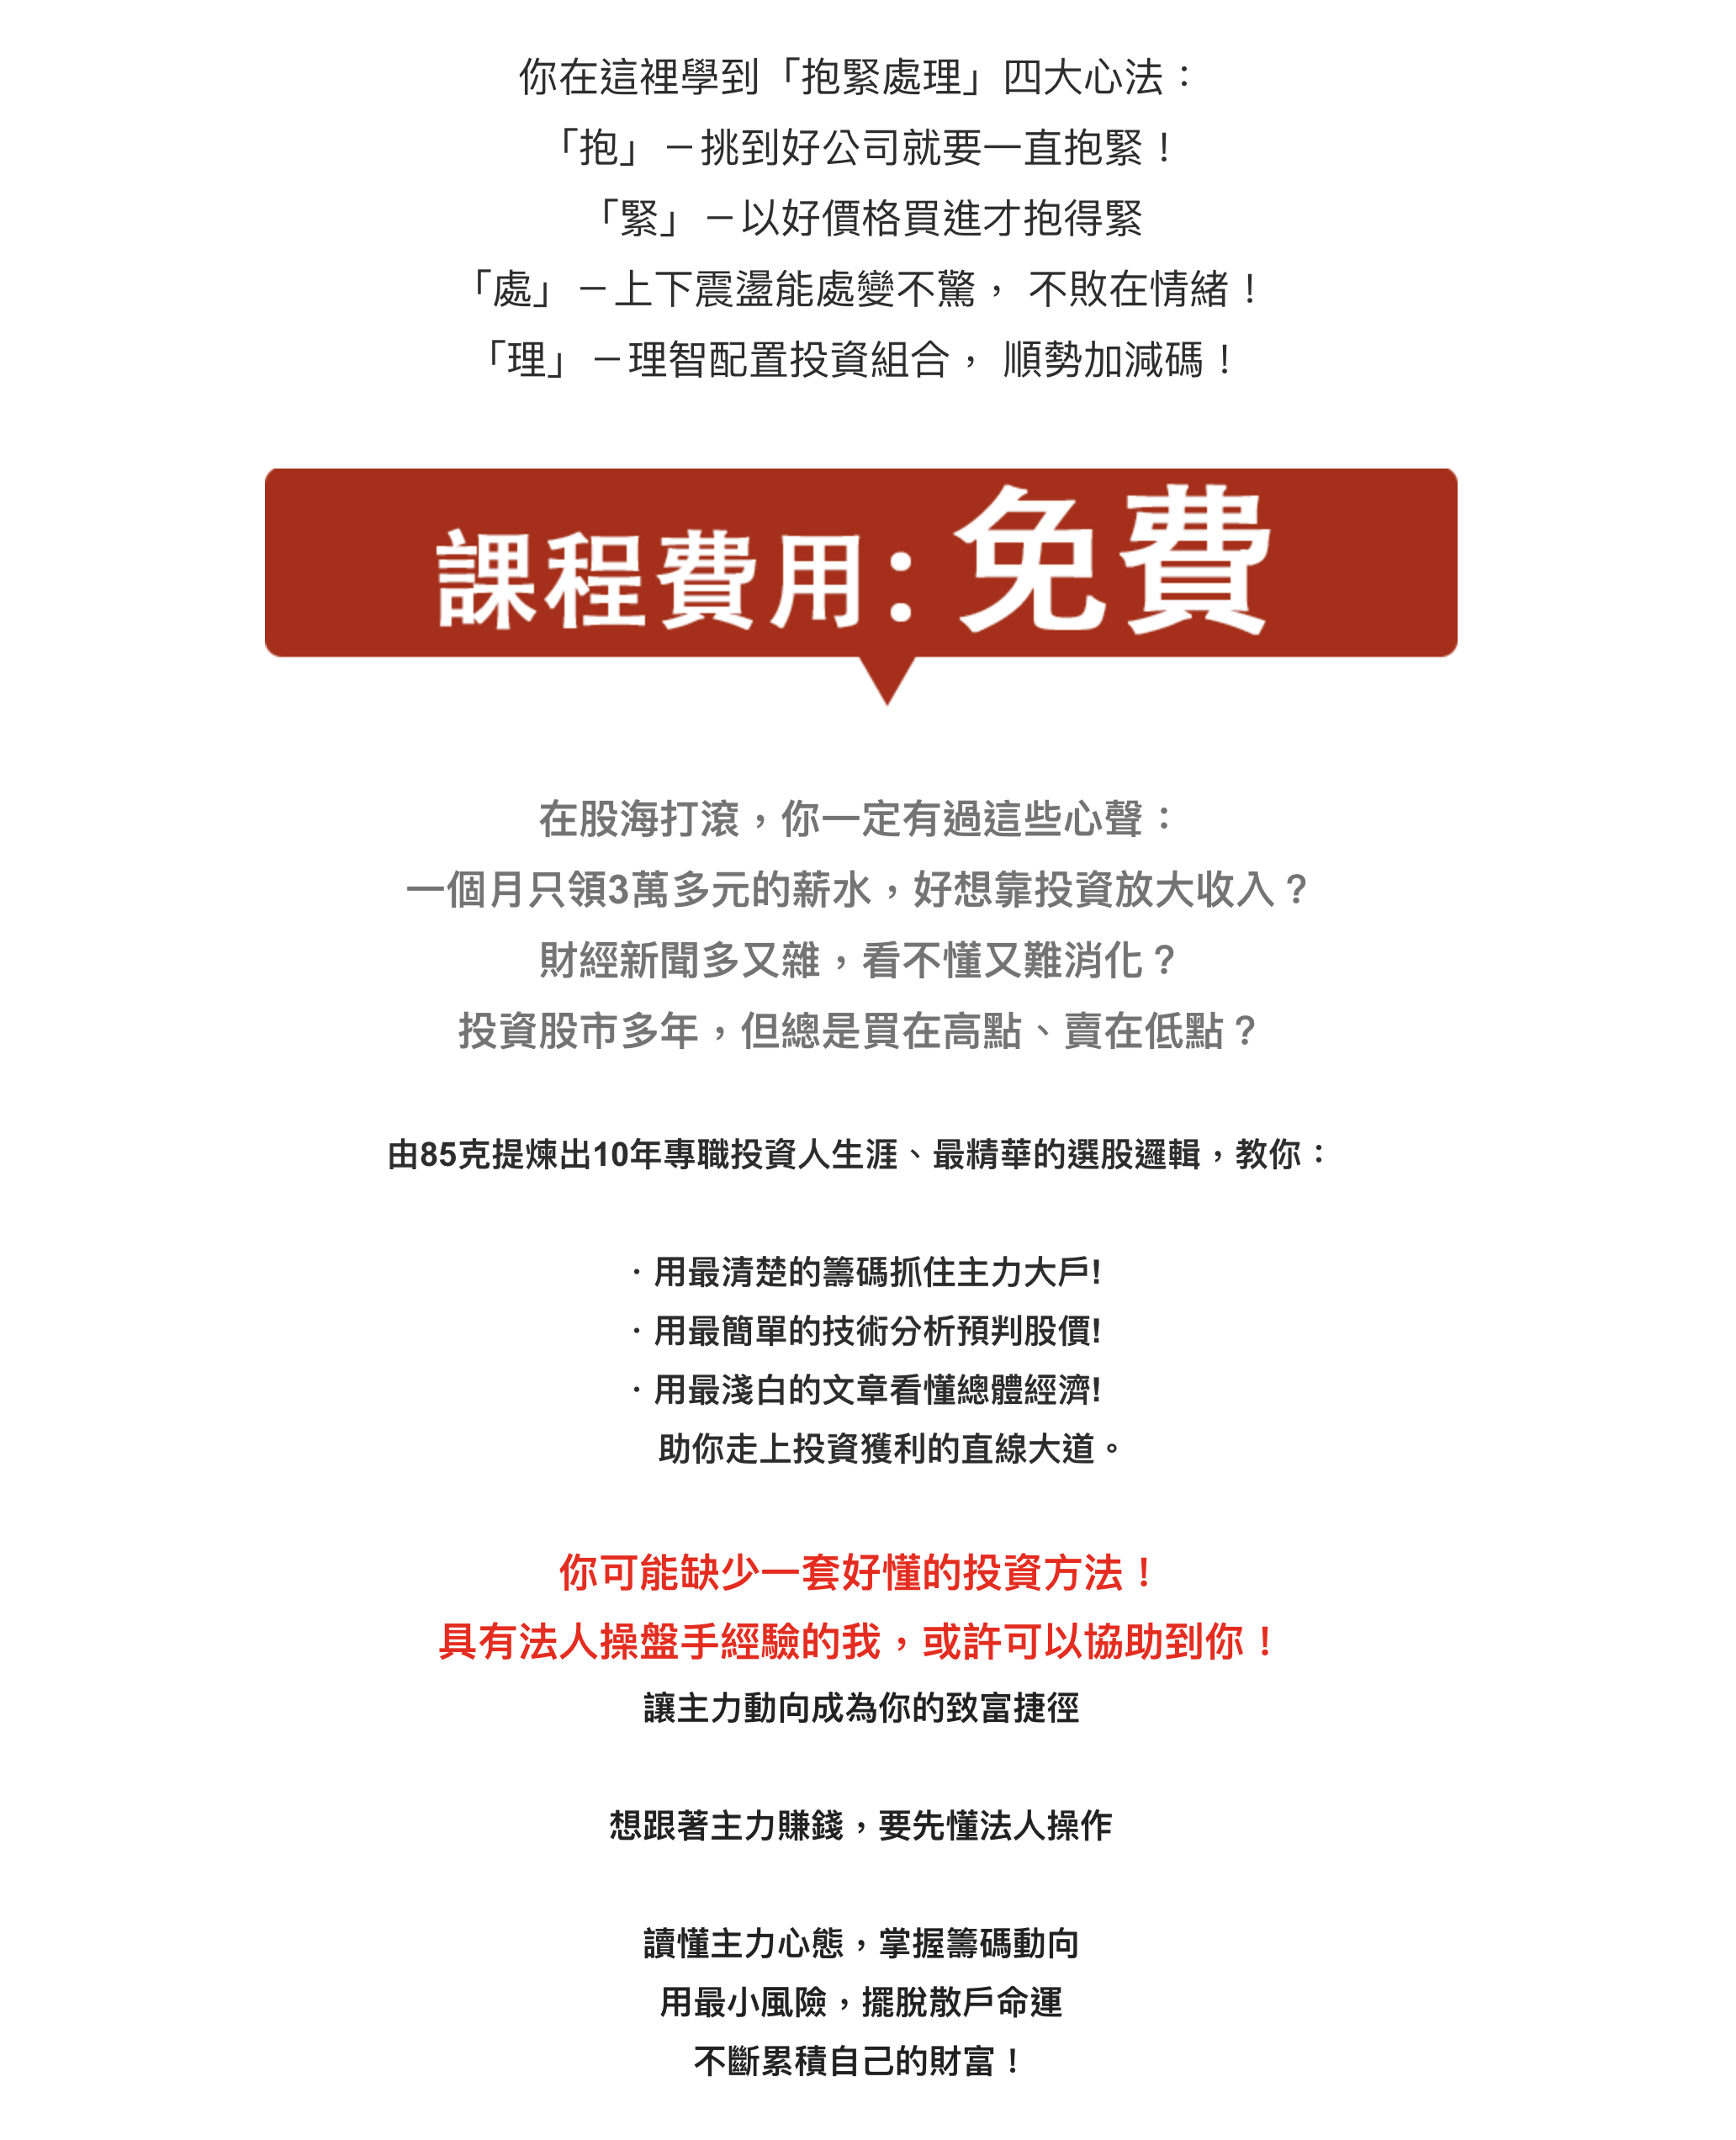 你在這裡學到「抱緊處理」四大心法：
「抱」－挑到好公司就要一直抱緊！
「緊」－以好價格買進才抱得緊
「處」－上下震盪能處變不驚， 不敗在情緒！
「理」－理智配置投資組合， 順勢加減碼！
課程費用：免費
在股海打滾，你一定有過這些心聲：
一個月只領3萬多元的薪水，好想靠投資放大收入？
財經新聞多又雜，看不懂又難消化？
投資股市多年，但總是買在高點、賣在低點？
由85克提煉出10年專職投資人生涯、最精華的選股邏輯，教你：
· 用最清楚的籌碼抓住主力大戶!
· 用最簡單的技術分析預判股價!
· 用最淺白的文章看懂總體經濟!
助你走上投資獲利的直線大道。
你可能缺少一套好懂的投資方法！
具有法人操盤手經驗的我，或許可以協助到你！
讓主力動向成為你的致富捷徑
想跟著主力賺錢，要先懂法人操作
讀懂主力心態，掌握籌碼動向
用最小風險，擺脫散戶命運
不斷累積自己的財富！